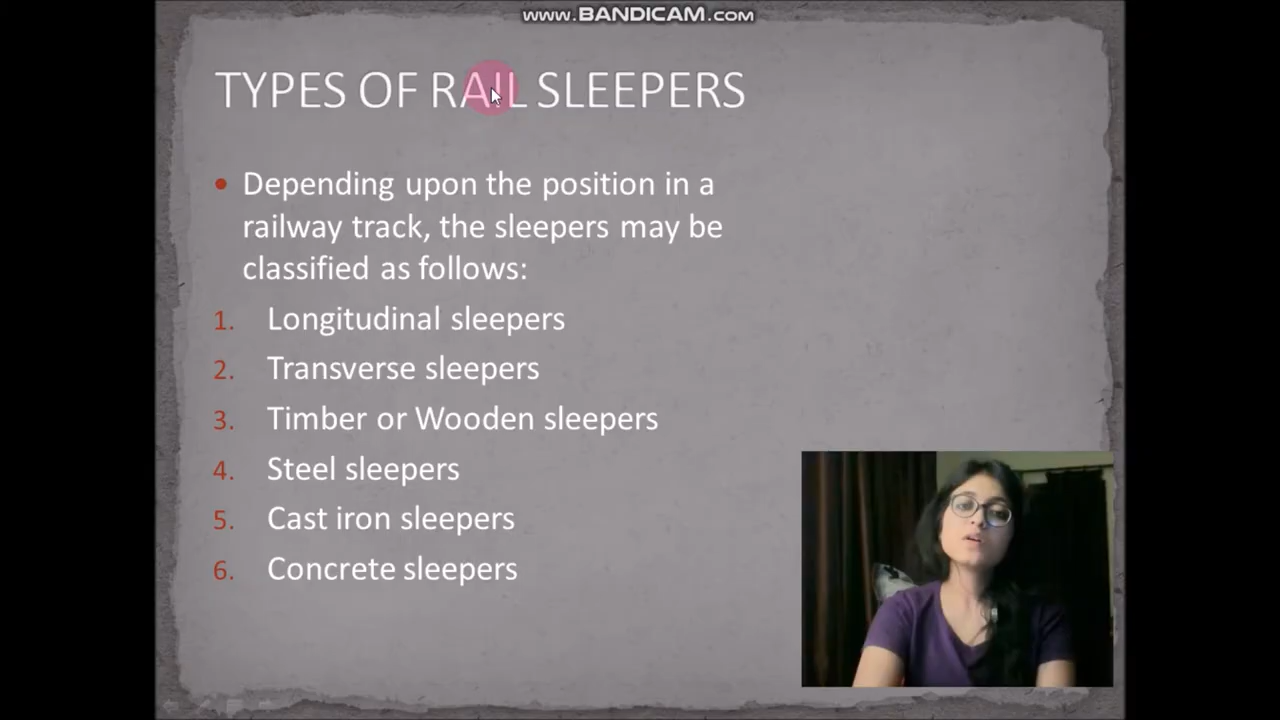 www.BANDICAM.com
TYPES OF RAIL SLEEPERS
• Depending upon the position in a
railway track, the sleepers may be
classified as follows:
1. Longitudinal sleepers
2. Transverse sleepers
3. Timber or Wooden sleepers
4. Steel sleepers
5. Cast iron sleepers
6. Concrete sleepers